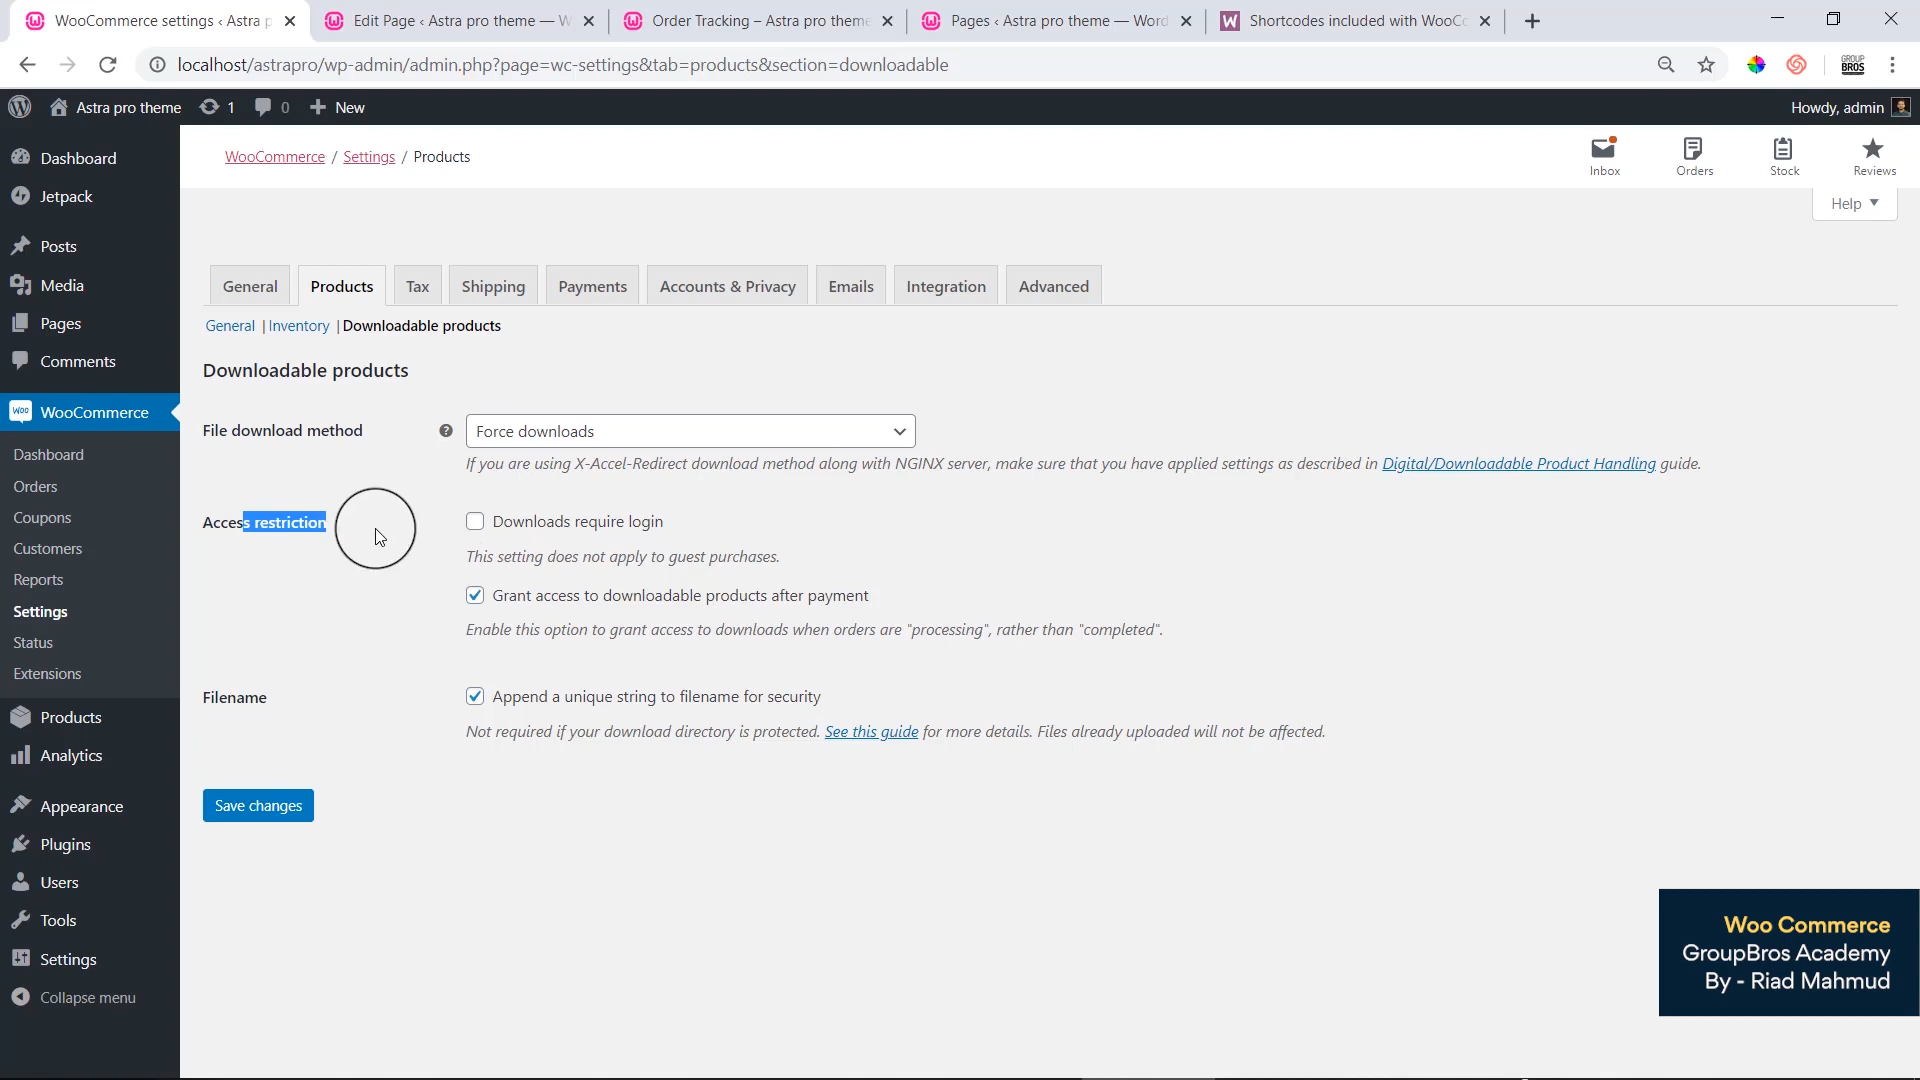 WooCommerce settings ‹ Astra p
Edit Page ‹ Astra pro theme — W
Order Tracking – Astra pro theme
Pages ‹ Astra pro theme — Word
Shortcodes included with WooCo
localhost/astrapro/wp-admin/admin.php?page=wc-settings&tab=products&section=downloadable
GROUP
BROS
Astra pro theme
1
0
New
Howdy, admin
Dashboard
Jetpack
Posts
Media
Pages
Comments
Woo
WooCommerce
Dashboard
Orders
Coupons
Customers
Reports
Settings
Status
Extensions
Products
Analytics
Appearance
Plugins
Users
Tools
Settings
Collapse menu
WooCommerce / Settings / Products
Inbox
Orders
Stock
Reviews
Help
General
Products
Tax
Shipping
Payments
Accounts & Privacy
Emails
Integration
Advanced
General | Inventory | Downloadable products
Downloadable products
File download method
Force downloads
If you are using X-Accel-Redirect download method along with NGINX server, make sure that you have applied settings as described in Digital/Downloadable Product Handling guide.
Access restriction
Downloads require login
This setting does not apply to guest purchases.
Grant access to downloadable products after payment
Enable this option to grant access to downloads when orders are "processing", rather than "completed".
Filename
Append a unique string to filename for security
Not required if your download directory is protected. See this guide for more details. Files already uploaded will not be affected.
Save changes
Woo Commerce
GroupBros Academy
By - Riad Mahmud